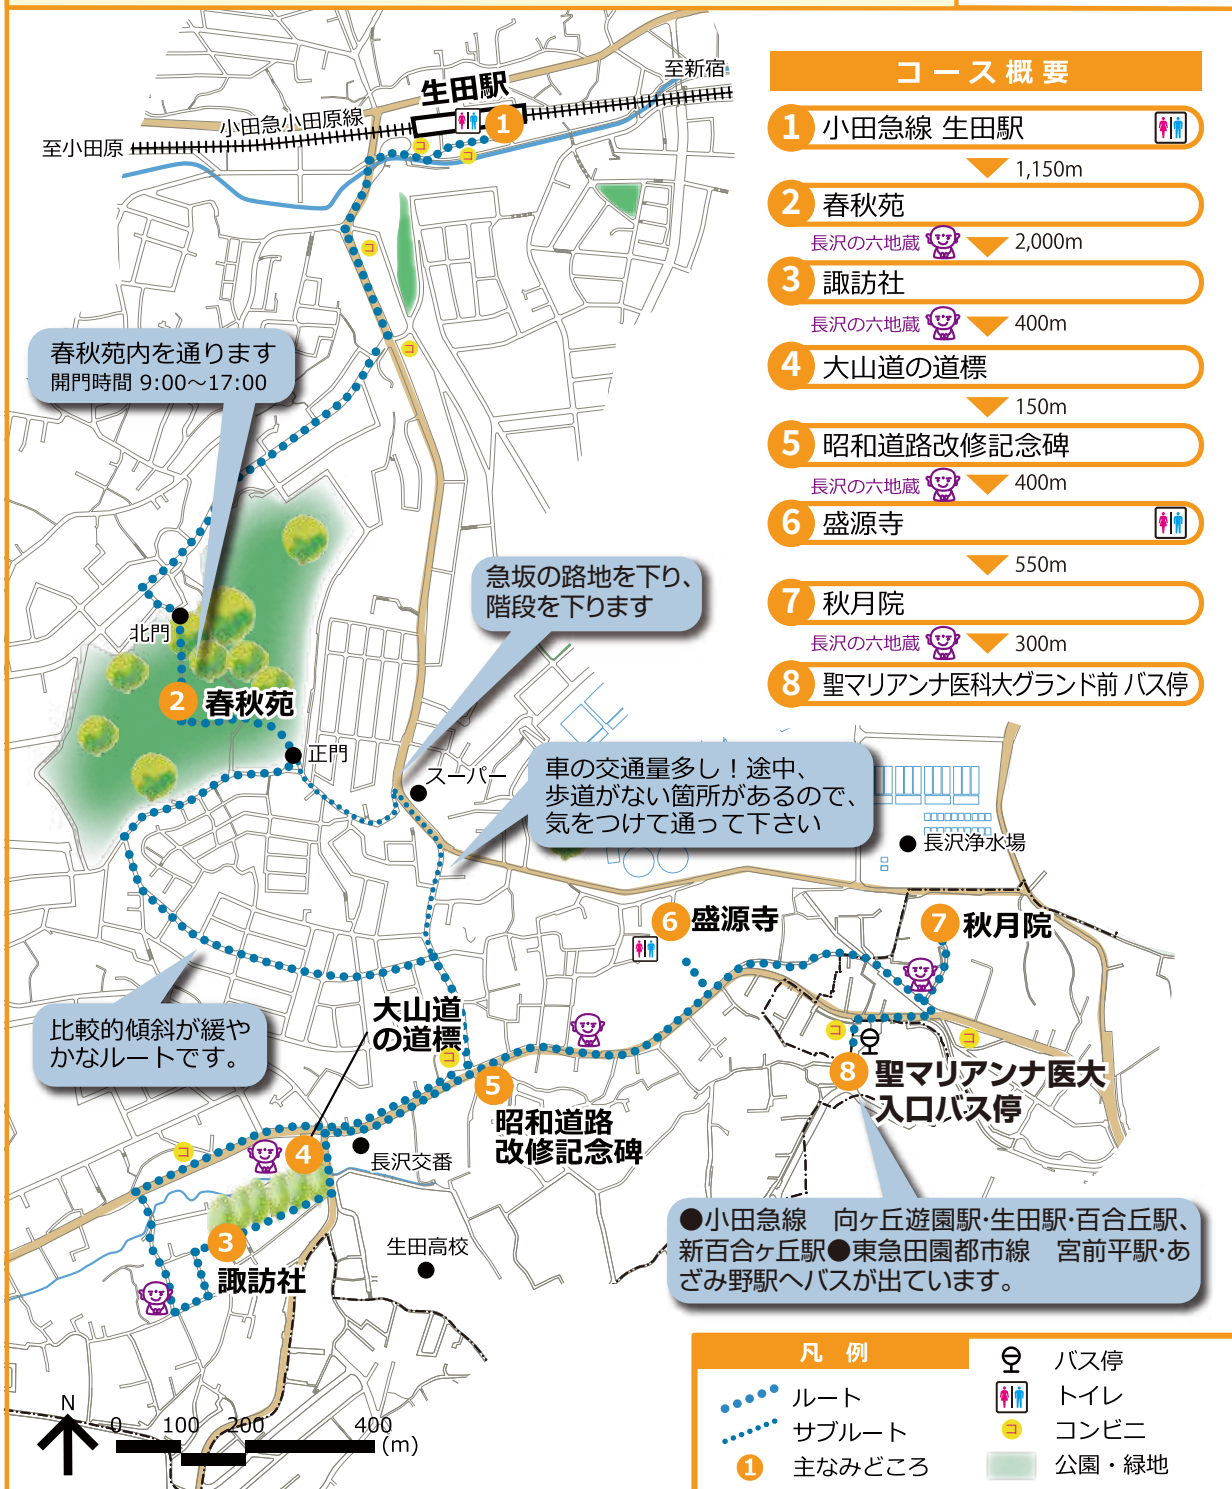 生田駅
至新宿
小田急小田原線
至小田原
1
コ
コ
コ
コ
春秋苑内を通ります
開門時間 9:00～17:00
急坂の路地を下り、
階段を下ります
北門
2 春秋苑
正門
スーパー
車の交通量多し！途中、
歩道がない箇所があるので、
気をつけて通って下さい
長沢浄水場
6 盛源寺
7 秋月院
比較的傾斜が緩や
かなルートです。
大山道
の道標
コ
コ
コ
5
昭和道路
改修記念碑
8 聖マリアンナ医大
入口バス停
コ
4
長沢交番
3
諏訪社
生田高校
●小田急線　向ヶ丘遊園駅・生田駅・百合丘駅、
新百合ヶ丘駅●東急田園都市線　宮前平駅・あ
ざみ野駅へバスが出ています。
N
0 100 200 400
(m)
コース概要
1 小田急線 生田駅
1,150m
2 春秋苑
長沢の六地蔵 2,000m
3 諏訪社
長沢の六地蔵 400m
4 大山道の道標
150m
5 昭和道路改修記念碑
長沢の六地蔵 400m
6 盛源寺
550m
7 秋月院
長沢の六地蔵 300m
8 聖マリアンナ医科大グランド前 バス停
凡 例
ルート
サブルート
1 主なみどころ
バス停
トイレ
コ コンビニ
公園・緑地